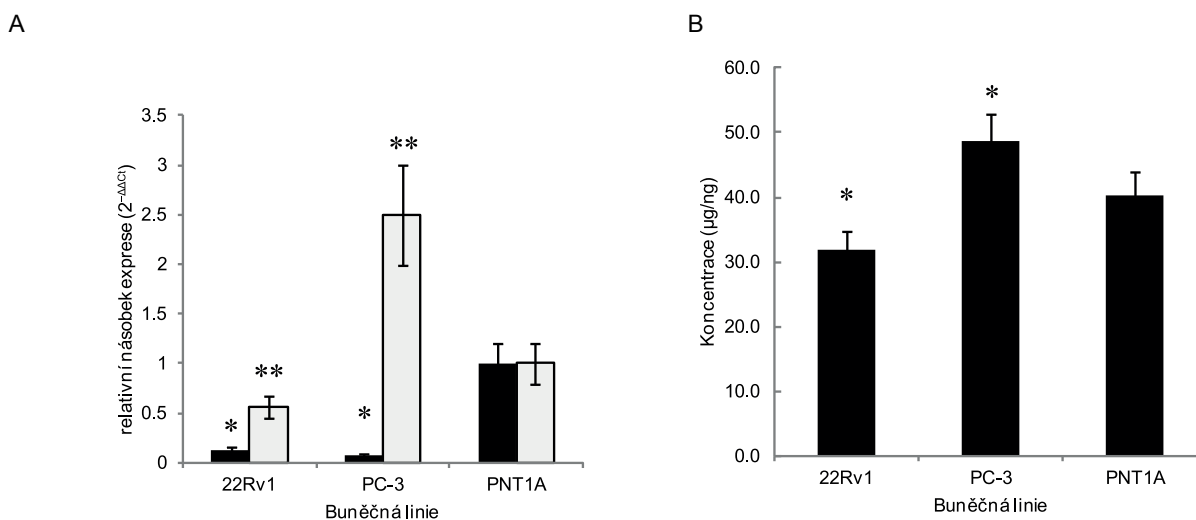 A
relativní násobek exprese (2⁻ΔΔCt)
3.5
3
2.5
2
1.5
1
0.5
0
*
**
*
**
22Rv1 PC-3 PNT1A
Buněčná linie
B
Koncentrace (µg/ng)
60.0
50.0
40.0
30.0
20.0
10.0
0.0
*
*
22Rv1 PC-3 PNT1A
Buněčná linie